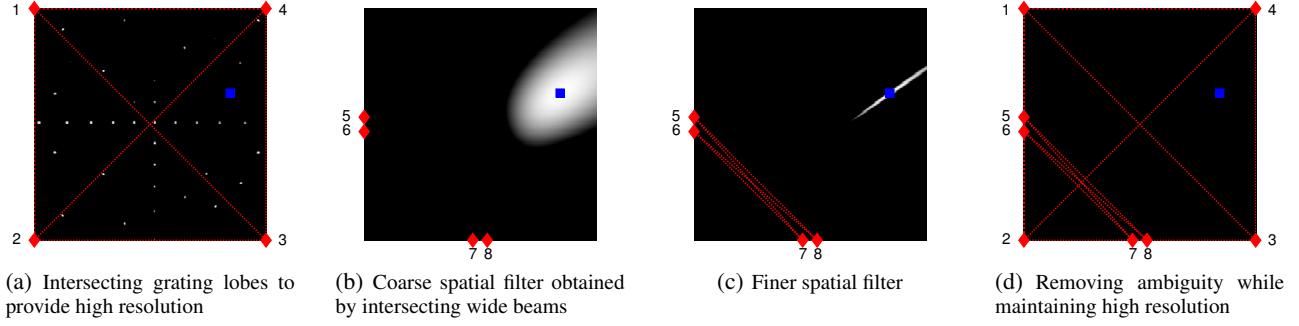 1
4
2
3
5
6
7 8
5
6
7 8
1
4
5
6
2
7 8
3
(a) Intersecting grating lobes to
provide high resolution
(b) Coarse spatial filter obtained
by intersecting wide beams
(c) Finer spatial filter
(d) Removing ambiguity while
maintaining high resolution